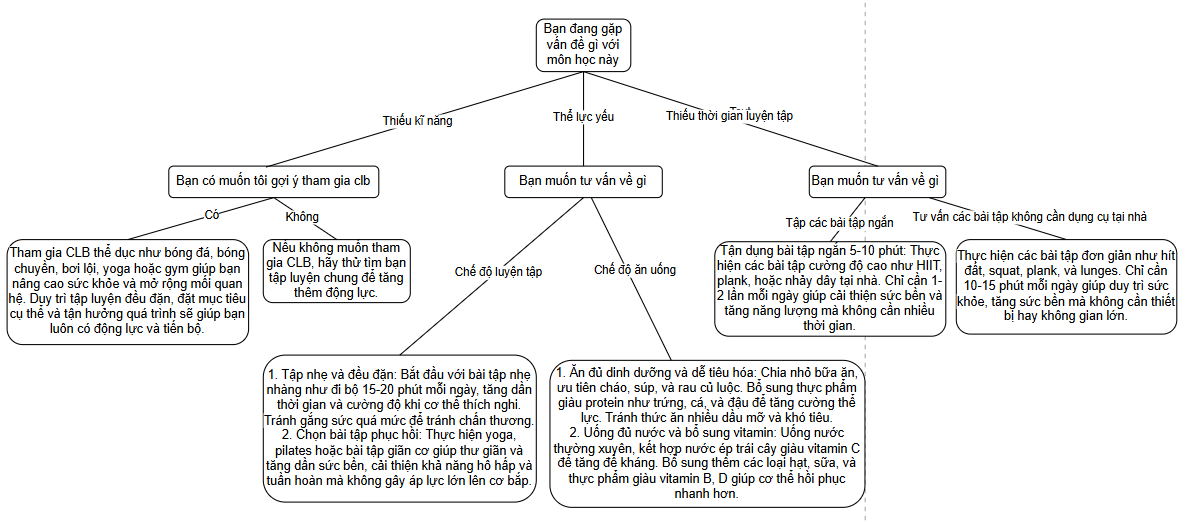 Bạn đang gặp
vấn đề gì với
môn học này
Thiếu kĩ năng
Thể lực yếu
Thiếu thời gian luyện tập
Bạn có muốn tôi gợi ý tham gia clb
Bạn muốn tư vấn về gì
Bạn muốn tư vấn về gì
Có
Không
Tập các bài tập ngắn
Tư vấn các bài tập không cần dụng cụ tại nhà
Tham gia CLB thể dục như bóng đá, bóng
chuyền, bơi lội, yoga hoặc gym giúp bạn
nâng cao sức khỏe và mở rộng mối quan
hệ. Duy trì tập luyện đều đặn, đặt mục tiêu
cụ thể và tận hưởng quá trình sẽ giúp bạn
luôn có động lực và tiến bộ.
Nếu không muốn tham
gia CLB, hãy thử tìm bạn
tập luyện chung để tăng
thêm động lực.
Chế độ luyện tập
Chế độ ăn uống
Tận dụng bài tập ngắn 5-10 phút: Thực
hiện các bài tập cường độ cao như HIIT,
plank, hoặc nhảy dây tại nhà. Chỉ cần 1-
2 lần mỗi ngày giúp cải thiện sức bền và
tăng năng lượng mà không cần nhiều
thời gian.
Thực hiện các bài tập đơn giản như hít
đất, squat, plank, và lunges. Chỉ cần
10-15 phút mỗi ngày giúp duy trì sức
khỏe, tăng sức bền mà không cần thiết
bị hay không gian lớn.
1. Tập nhẹ và đều đặn: Bắt đầu với bài tập nhẹ
nhàng như đi bộ 15-20 phút mỗi ngày, tăng dần
thời gian và cường độ khi cơ thể thích nghi.
Tránh gắng sức quá mức để tránh chấn thương.
2. Chọn bài tập phục hồi: Thực hiện yoga,
pilates hoặc bài tập giãn cơ giúp thư giãn và
tăng dần sức bền, cải thiện khả năng hô hấp và
tuần hoàn mà không gây áp lực lớn lên cơ bắp.
1. Ăn đủ dinh dưỡng và dễ tiêu hóa: Chia nhỏ bữa ăn,
ưu tiên cháo, súp, và rau củ luộc. Bổ sung thực phẩm
giàu protein như trứng, cá, và đậu để tăng cường thể
lực. Tránh thức ăn nhiều dầu mỡ và khó tiêu.
2. Uống đủ nước và bổ sung vitamin: Uống nước
thường xuyên, kết hợp nước ép trái cây giàu vitamin C
để tăng đề kháng. Bổ sung thêm các loại hạt, sữa, và
thực phẩm giàu vitamin B, D giúp cơ thể hồi phục
nhanh hơn.